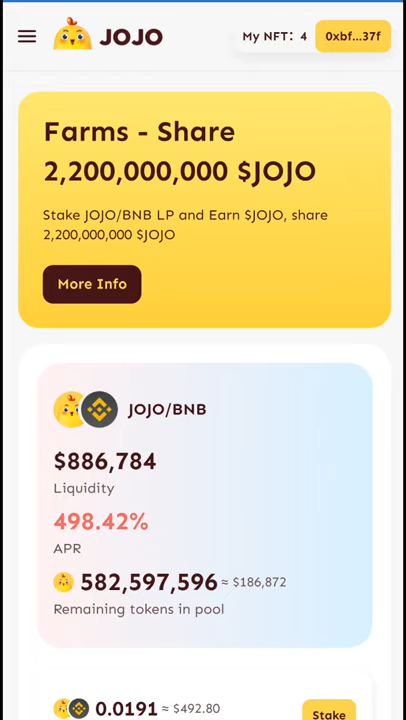 JOJO
My NFT: 4
0xbf...37f
Farms - Share
2,200,000,000 $JOJO
Stake JOJO/BNB LP and Earn $JOJO, share
2,200,000,000 $JOJO
More Info
JOJO/BNB
$886,784
Liquidity
498.42%
APR
582,597,596 ≈ $186,872
Remaining tokens in pool
0.0191 ≈ $492.80
Stake